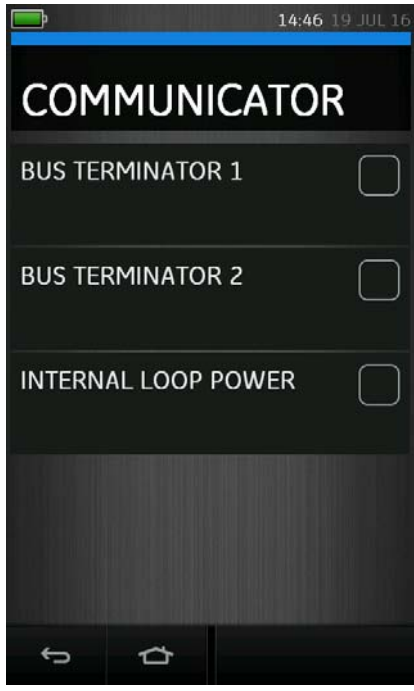 14:46 19 JUL 16
COMMUNICATOR
BUS TERMINATOR 1
BUS TERMINATOR 2
INTERNAL LOOP POWER